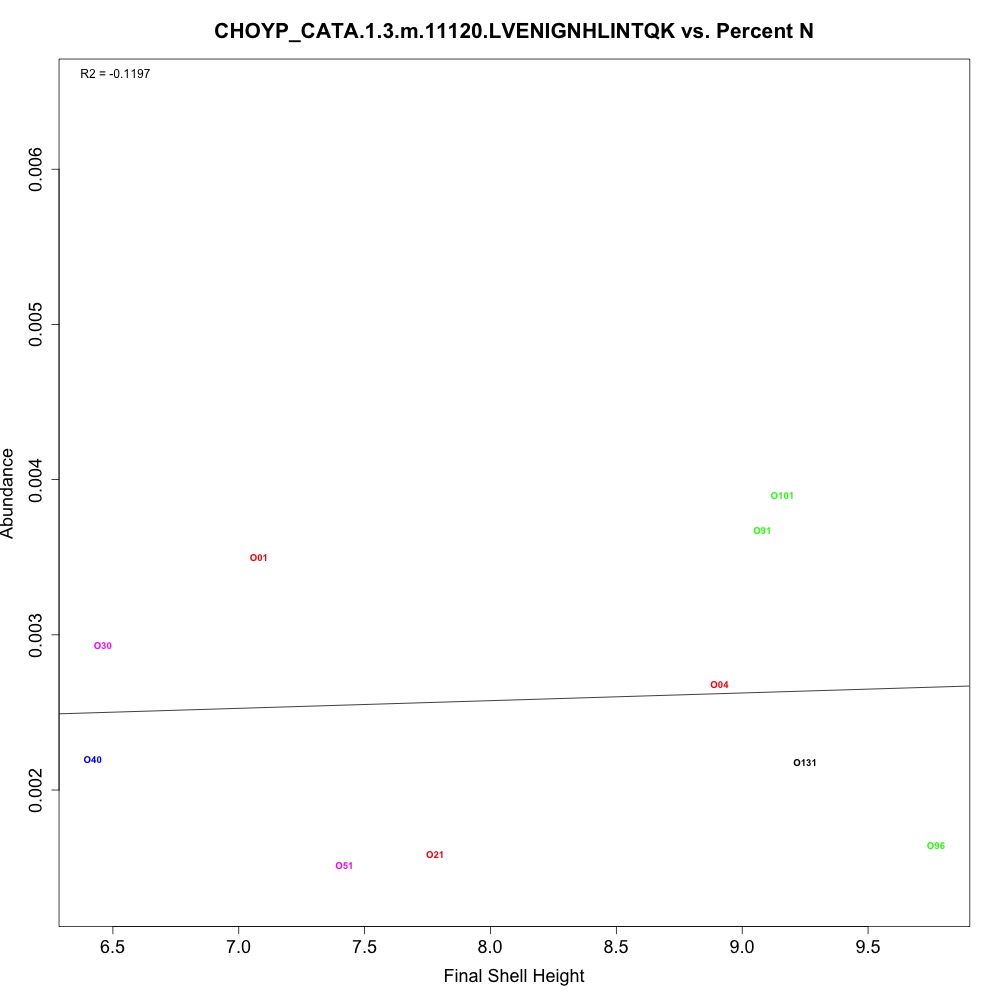 CHOYP_CATA.1.3.m.11120.LVENIGNHLINTQK vs. Percent N
R2 = -0.1197
0.006
0.005
0.004
0.003
0.002
Abundance
O101
O91
O01
O30
O04
O40
O131
O96
O21
O51
6.5 7.0 7.5 8.0 8.5 9.0 9.5
Final Shell Height